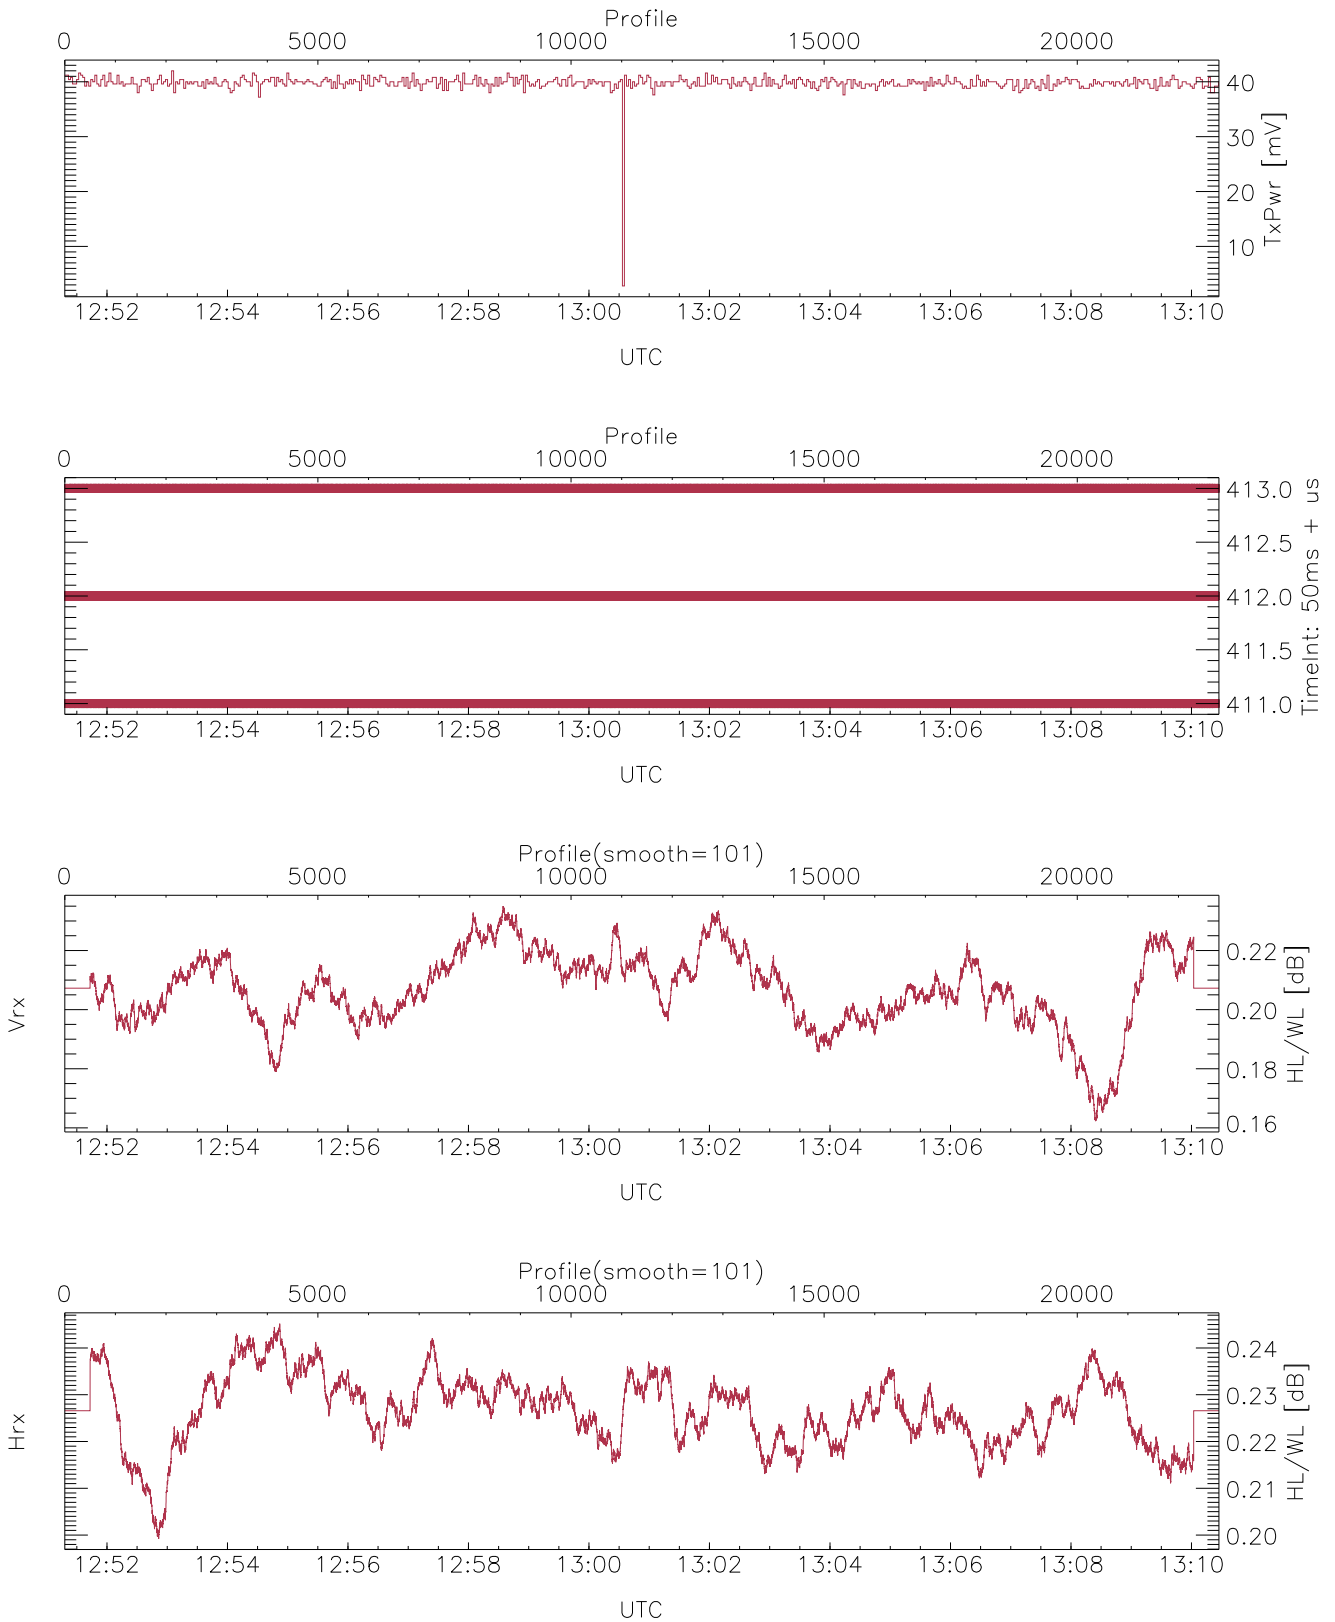 Profile
0 5000 10000 15000 20000
40
30
20
10
TxPwr [mV]
12:52 12:54 12:56 12:58 13:00 13:02 13:04 13:06 13:08 13:10
UTC
Profile
0 5000 10000 15000 20000
413.0
412.5
412.0
411.5
411.0
TimeInt: 50ms + us
12:52 12:54 12:56 12:58 13:00 13:02 13:04 13:06 13:08 13:10
UTC
Profile(smooth=101)
0 5000 10000 15000 20000
Vrx
0.22
0.20
0.18
0.16
HL/WL [dB]
12:52 12:54 12:56 12:58 13:00 13:02 13:04 13:06 13:08 13:10
UTC
Profile(smooth=101)
0 5000 10000 15000 20000
Hrx
0.24
0.23
0.22
0.21
0.20
HL/WL [dB]
12:52 12:54 12:56 12:58 13:00 13:02 13:04 13:06 13:08 13:10
UTC